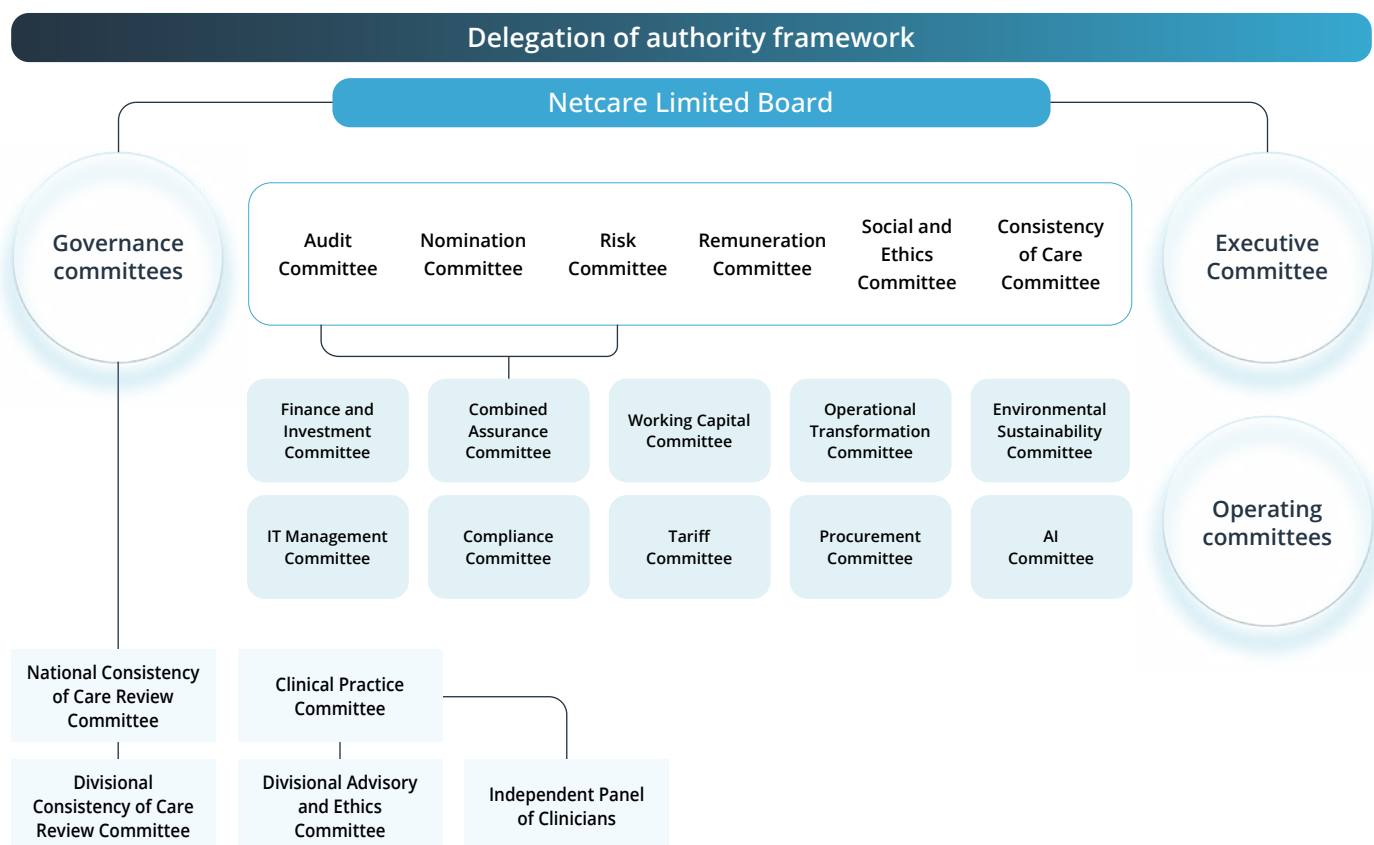 Delegation of authority framework
Netcare Limited Board
Governance
committees
Audit
Committee
Nomination
Committee
Risk
Committee
Remuneration
Committee
Social and
Ethics
Committee
Consistency
of Care
Committee
Executive
Committee
Finance and
Investment
Committee
Combined
Assurance
Committee
Working Capital
Committee
Operational
Transformation
Committee
Environmental
Sustainability
Committee
IT Management
Committee
Compliance
Committee
Tariff
Committee
Procurement
Committee
AI
Committee
Operating
committees
National Consistency
of Care Review
Committee
Clinical Practice
Committee
Divisional
Consistency of Care
Review Committee
Divisional Advisory
and Ethics
Committee
Independent Panel
of Clinicians